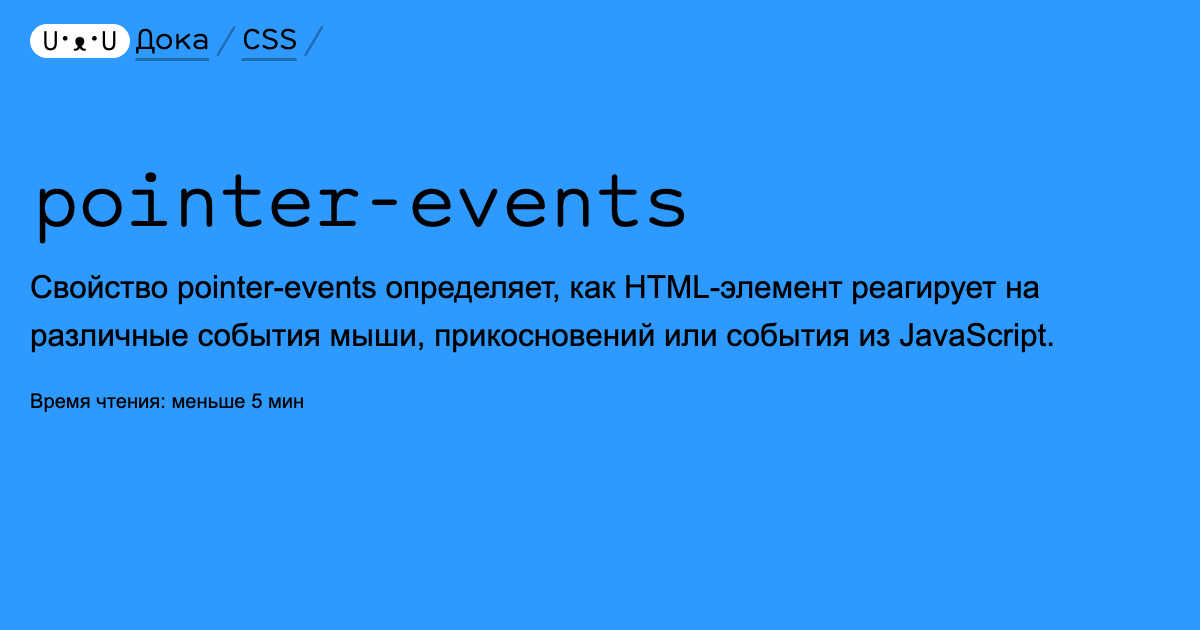 U·ᴥ·U Дока / CSS /
pointer-events
Свойство pointer-events определяет, как HTML-элемент реагирует на
различные события мыши, прикосновений или события из JavaScript.
Время чтения: меньше 5 мин